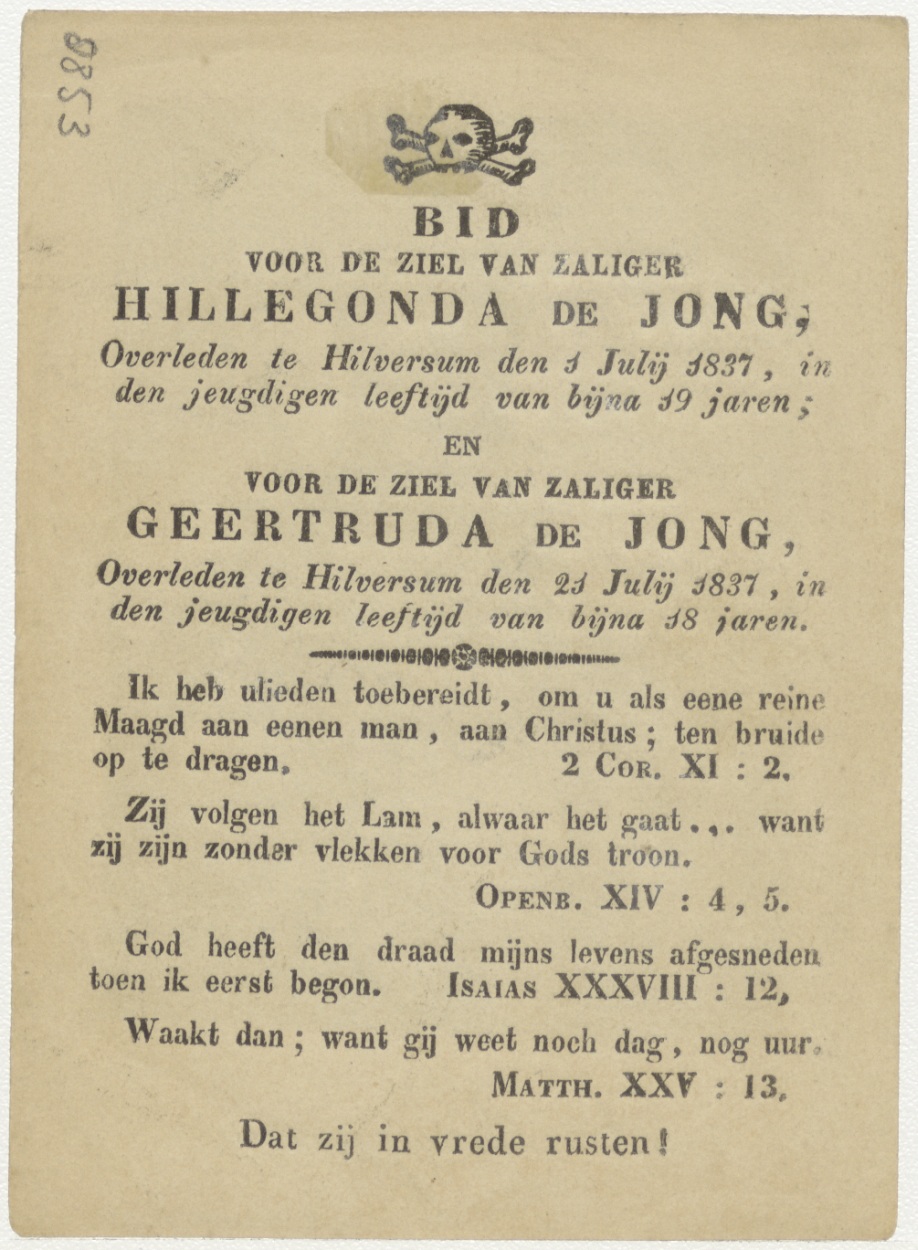 8853
BID
VOOR DE ZIEL VAN ZALIGER
HILLEGONDA DE JONG,
Overleden te Hilversum den 1 Julij 1837, in
den jeugdigen leeftijd van bijna 19 jaren;
EN
VOOR DE ZIEL VAN ZALIGER
GEERTRUDA DE JONG,
Overleden te Hilversum den 21 Julij 1837, in
den jeugdigen leeftijd van bijna 18 jaren.
Ik heb ulieden toebereidt, om u als eene reine
Maagd aan eenen man, aan Christus; ten bruide
op te dragen. 2 COR. XI : 2.
Zij volgen het Lam, alwaar het gaat... want
zij zijn zonder vlekken voor Gods troon.
OPENB. XIV : 4, 5.
God heeft den draad mijns levens afgesneden
toen ik eerst begon. ISAIAS XXXVIII : 12,
Waakt dan; want gij weet noch dag, nog uur.
MATTH. XXV : 13.
Dat zij in vrede rusten!